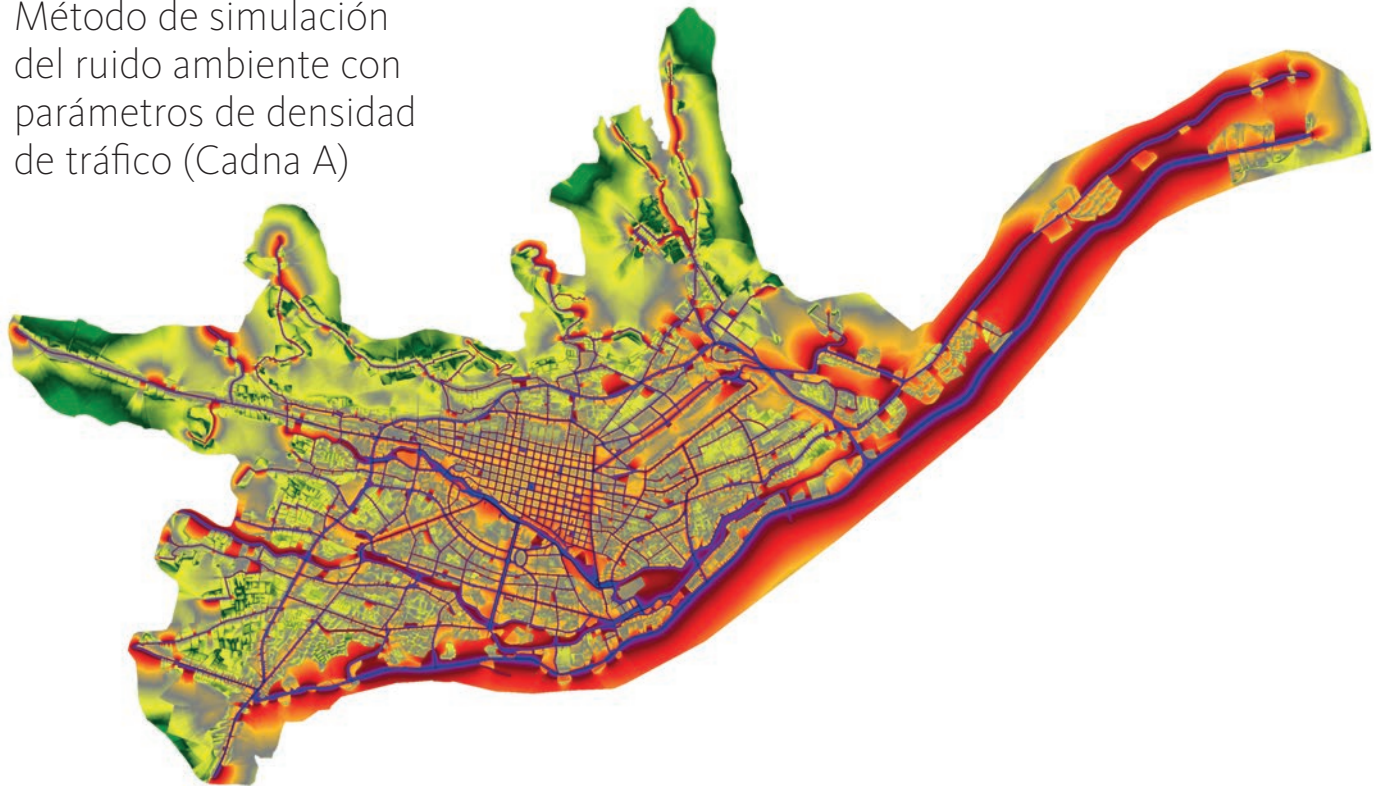 Método de simulación
del ruido ambiente con
parámetros de densidad
de tráfico (Cadna A)